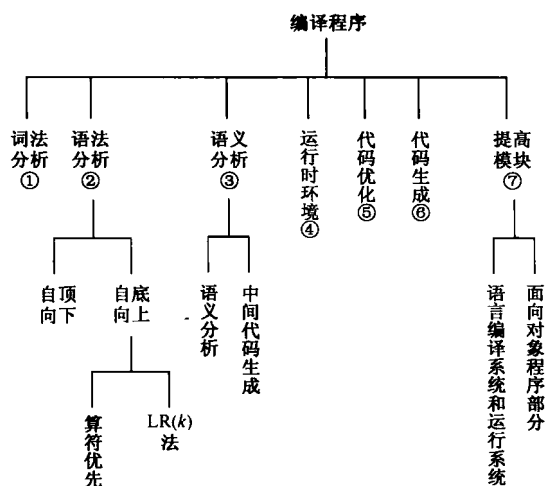 编译程序
词法
分析
①
语法
分析
②
语义
分析
③
运行时环境④
代码优化⑤
代码生成⑥
提高
模块
⑦
自顶
向下
自底
向上
语义分析
中间代码生成
语言编译系统和运行系统
面向对象程序部分
算符优先
LR(k)
法